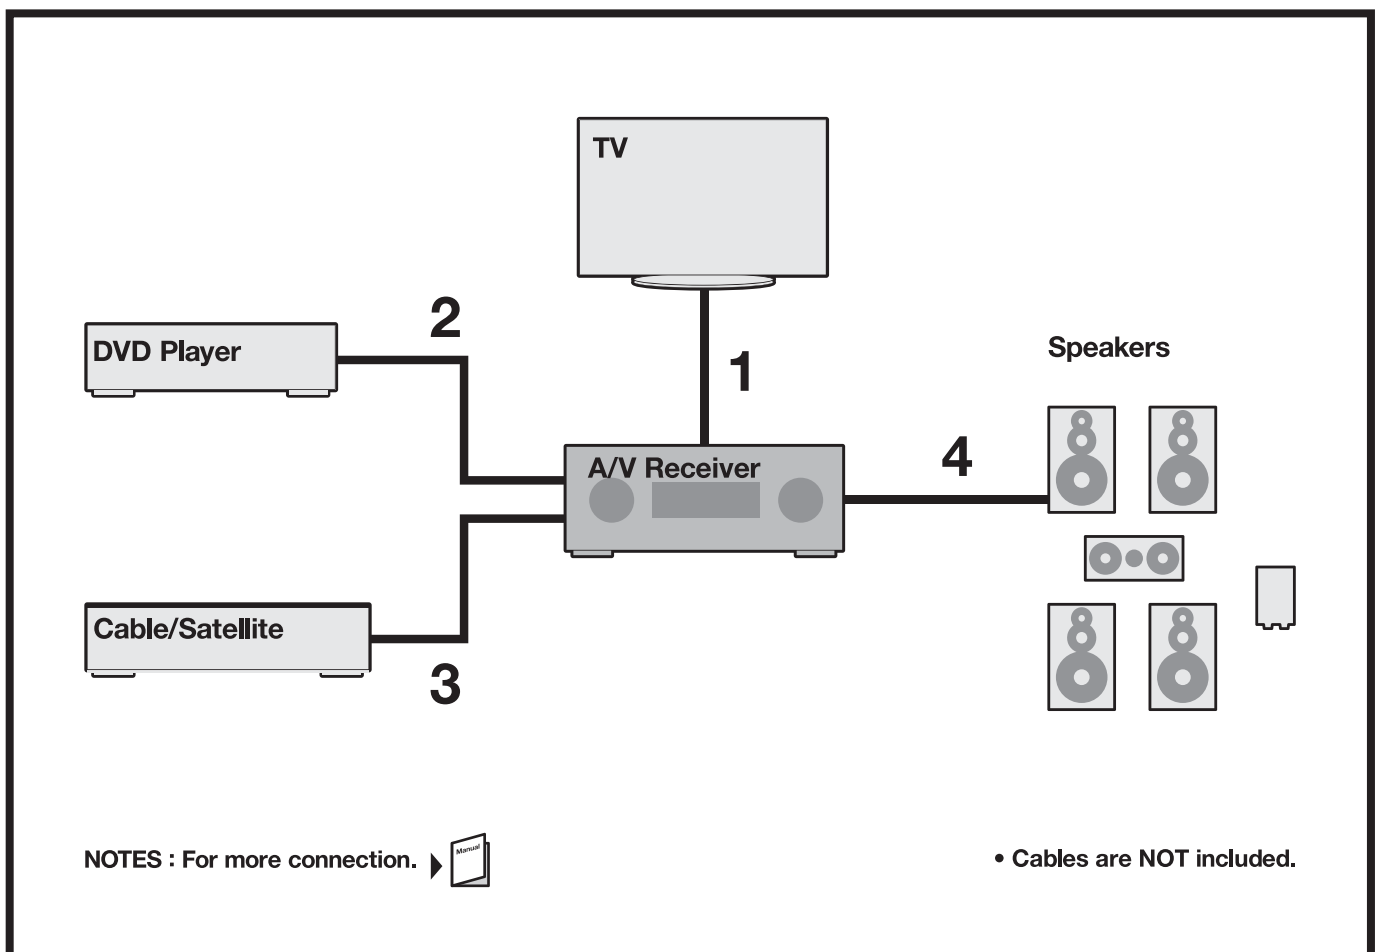 TV
2
DVD Player
1
Speakers
A/V Receiver
4
Cable/Satellite
3
NOTES : For more connection.
Manual
• Cables are NOT included.